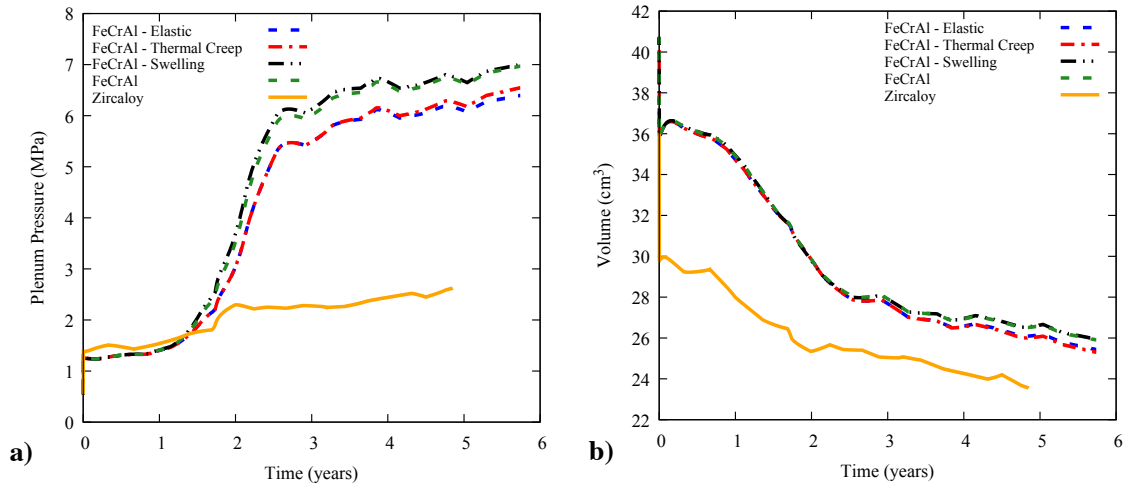 8
7
6
5
4
3
2
1
0
Plenum Pressure (MPa)
FeCrAl - Elastic
FeCrAl - Thermal Creep
FeCrAl - Swelling
FeCrAl
Zircaloy
0 1 2 3 4 5 6
Time (years)
a)
42
40
38
36
34
32
30
28
26
24
22
Volume (cm³)
FeCrAl - Elastic
FeCrAl - Thermal Creep
FeCrAl - Swelling
FeCrAl
Zircaloy
0 1 2 3 4 5 6
Time (years)
b)